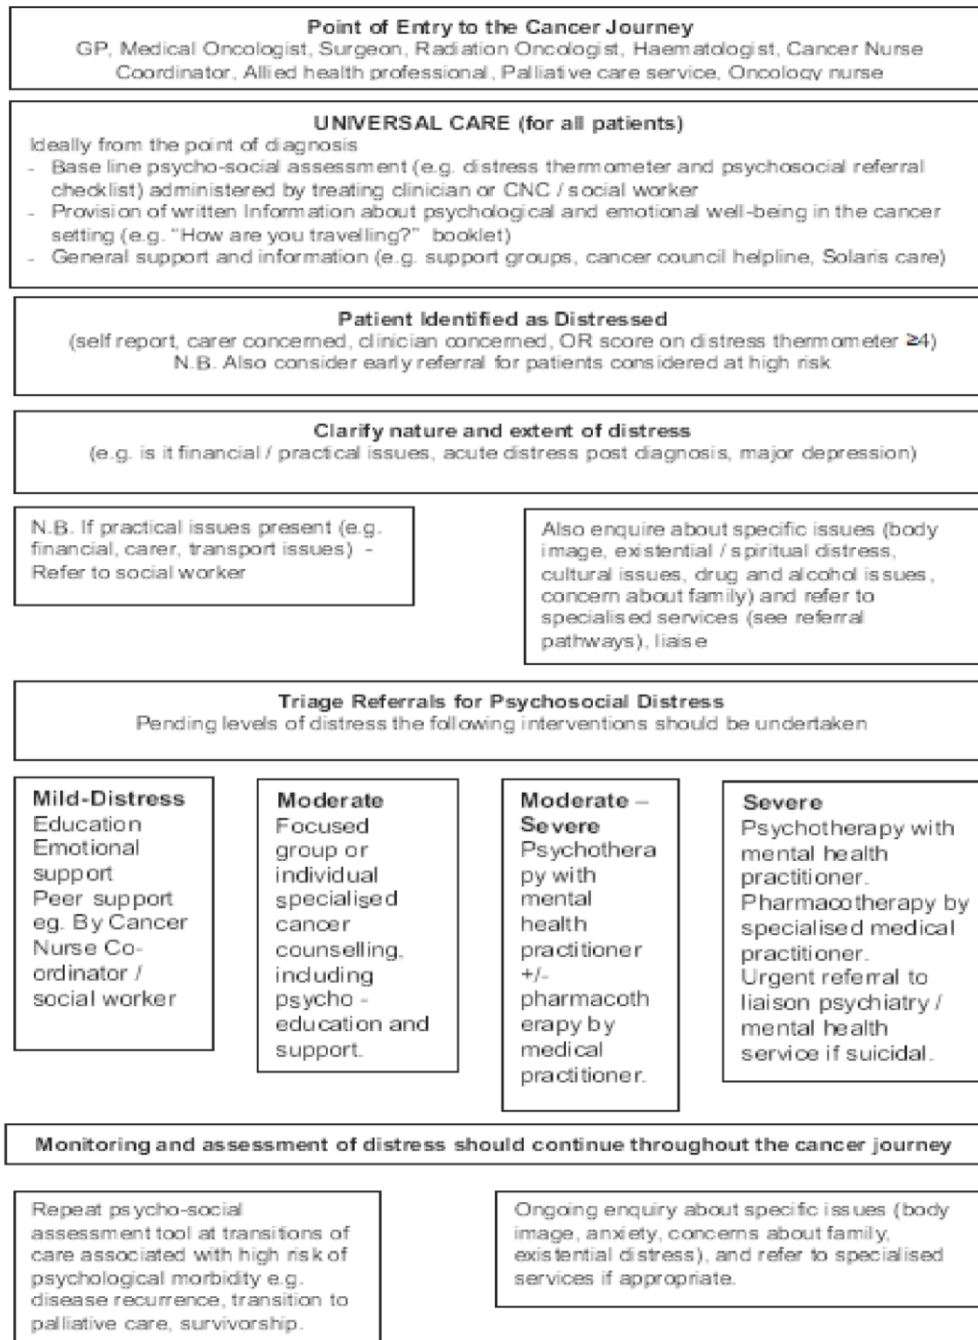 Point of Entry to the Cancer Journey
GP, Medical Oncologist, Surgeon, Radiation Oncologist, Haematologist, Cancer Nurse
Coordinator, Allied health professional, Palliative care service, Oncology nurse
UNIVERSAL CARE (for all patients)
Ideally from the point of diagnosis
- Base line psycho-social assessment (e.g. distress thermometer and psychosocial referral
checklist) administered by treating clinician or CNC / social worker
- Provision of written Information about psychological and emotional well-being in the cancer
setting (e.g. "How are you travelling?" booklet)
- General support and information (e.g. support groups, cancer council helpline, Solaris care)
Patient Identified as Distressed
(self report, carer concerned, clinician concerned, OR score on distress thermometer ≥4)
N.B. Also consider early referral for patients considered at high risk
Clarify nature and extent of distress
(e.g. is it financial / practical issues, acute distress post diagnosis, major depression)
N.B. If practical issues present (e.g.
financial, carer, transport issues) -
Refer to social worker
Also enquire about specific issues (body
image, existential / spiritual distress,
cultural issues, drug and alcohol issues,
concern about family) and refer to
specialised services (see referral
pathways), liaise
Triage Referrals for Psychosocial Distress
Pending levels of distress the following interventions should be undertaken
Mild-Distress
Education
Emotional
support
Peer support
eg. By Cancer
Nurse Co-
ordinator /
social worker
Moderate
Focused
group or
individual
specialised
cancer
counselling,
including
psycho -
education and
support.
Moderate –
Severe
Psychothera
py with
mental
health
practitioner
+/-
pharmacoth
erapy by
medical
practitioner.
Severe
Psychotherapy with
mental health
practitioner.
Pharmacotherapy by
specialised medical
practitioner.
Urgent referral to
liaison psychiatry /
mental health
service if suicidal.
Monitoring and assessment of distress should continue throughout the cancer journey
Repeat psycho-social
assessment tool at transitions of
care associated with high risk of
psychological morbidity e.g.
disease recurrence, transition to
palliative care, survivorship.
Ongoing enquiry about specific issues (body
image, anxiety, concerns about family,
existential distress), and refer to specialised
services if appropriate.